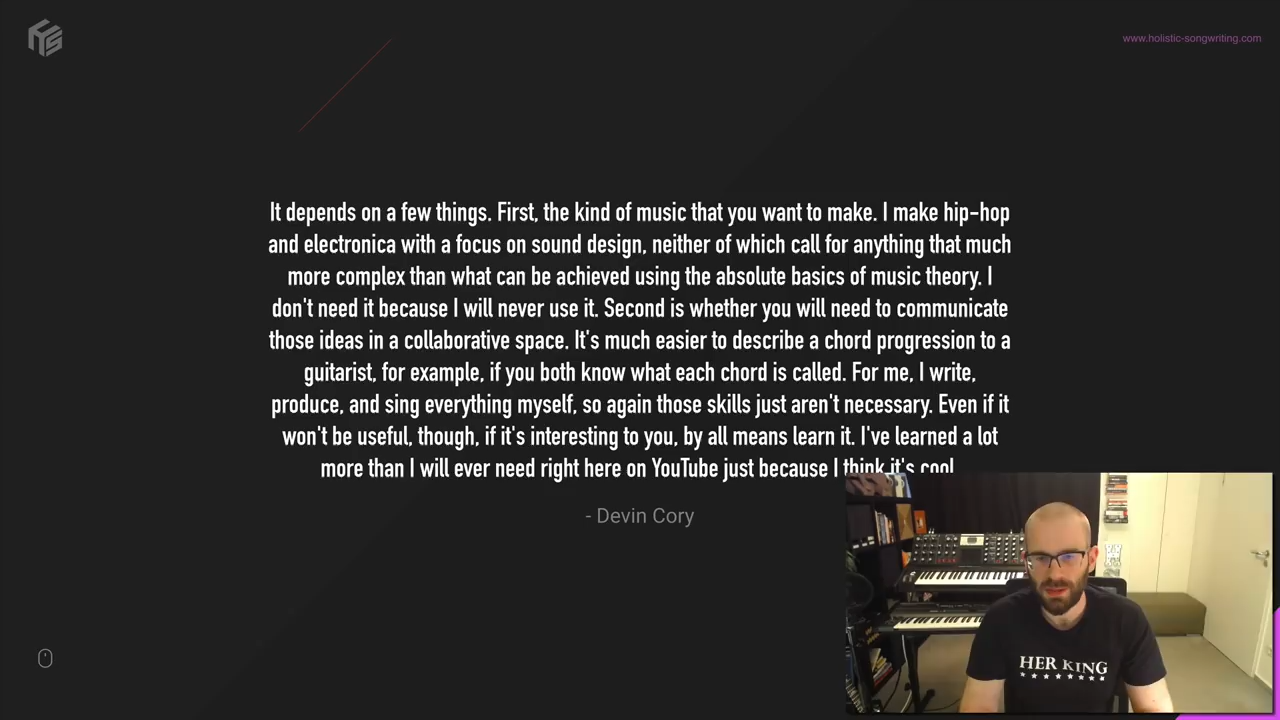 www.holistic-songwriting.com
It depends on a few things. First, the kind of music that you want to make. I make hip-hop
and electronica with a focus on sound design, neither of which call for anything that much
more complex than what can be achieved using the absolute basics of music theory. I
don't need it because I will never use it. Second is whether you will need to communicate
those ideas in a collaborative space. It's much easier to describe a chord progression to a
guitarist, for example, if you both know what each chord is called. For me, I write,
produce, and sing everything myself, so again those skills just aren't necessary. Even if it
won't be useful, though, if it's interesting to you, by all means learn it. I've learned a lot
more than I will ever need right here on YouTube just because I think it's cool
- Devin Cory
HER KING